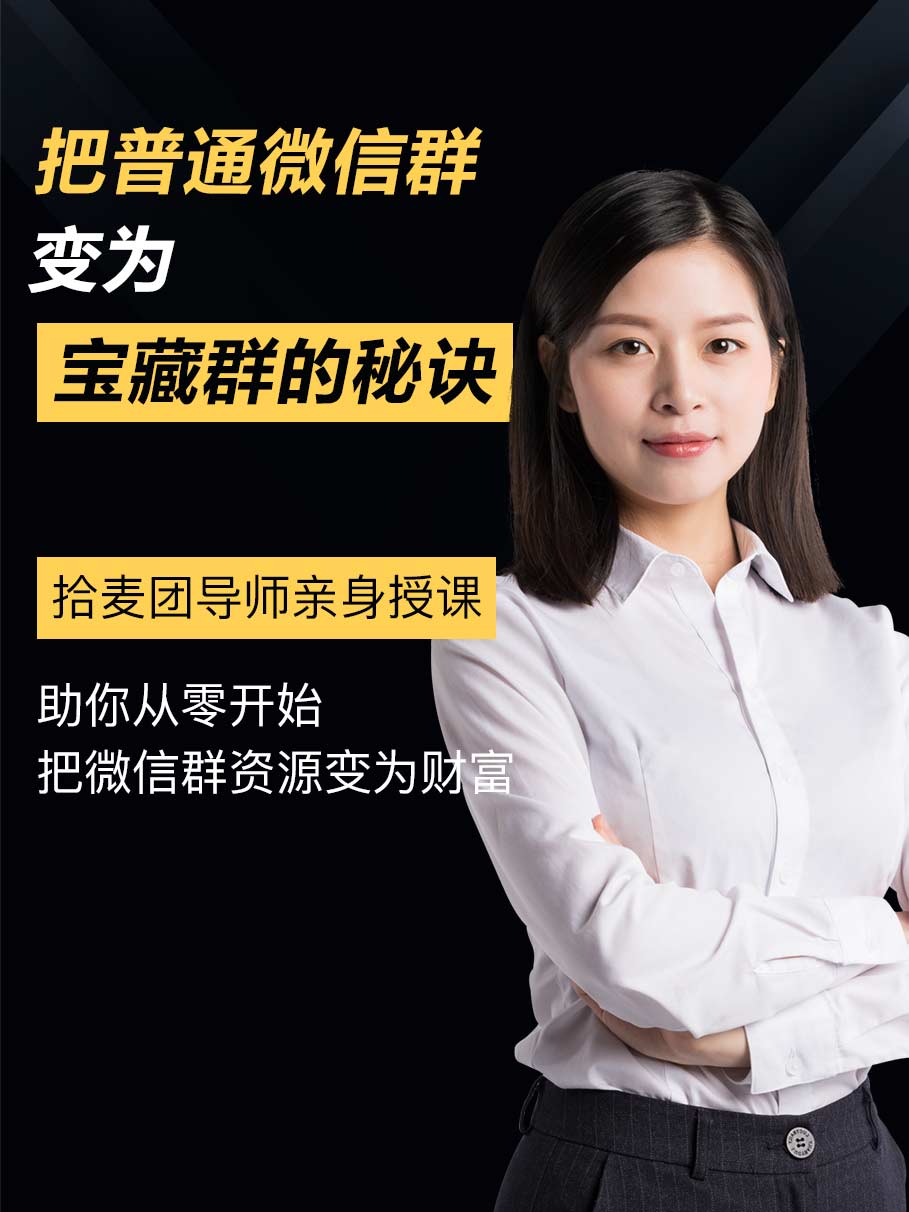 把普通微信群
变为
宝藏群的秘诀
拾麦团导师亲身授课
助你从零开始
把微信群资源变为财富